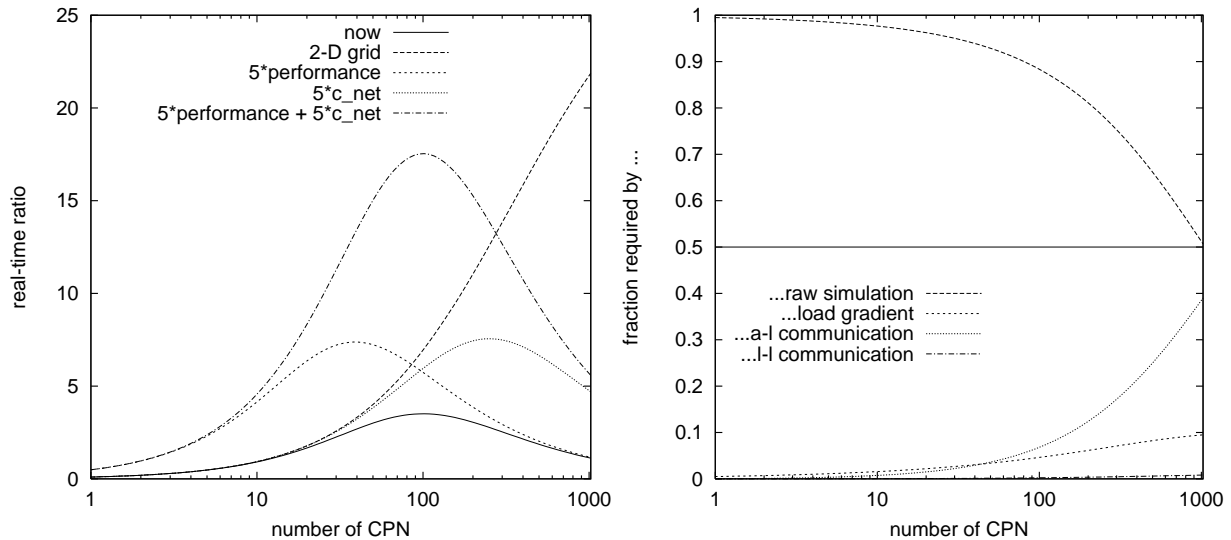 25
20
15
10
5
0
real-time ratio
now
2-D grid
5*performance
5*c_net
5*performance + 5*c_net
1 10 100 1000
number of CPN
1
0.9
0.8
0.7
0.6
0.5
0.4
0.3
0.2
0.1
0
fraction required by ...
...raw simulation
...load gradient
...a-l communication
...l-l communication
1 10 100 1000
number of CPN